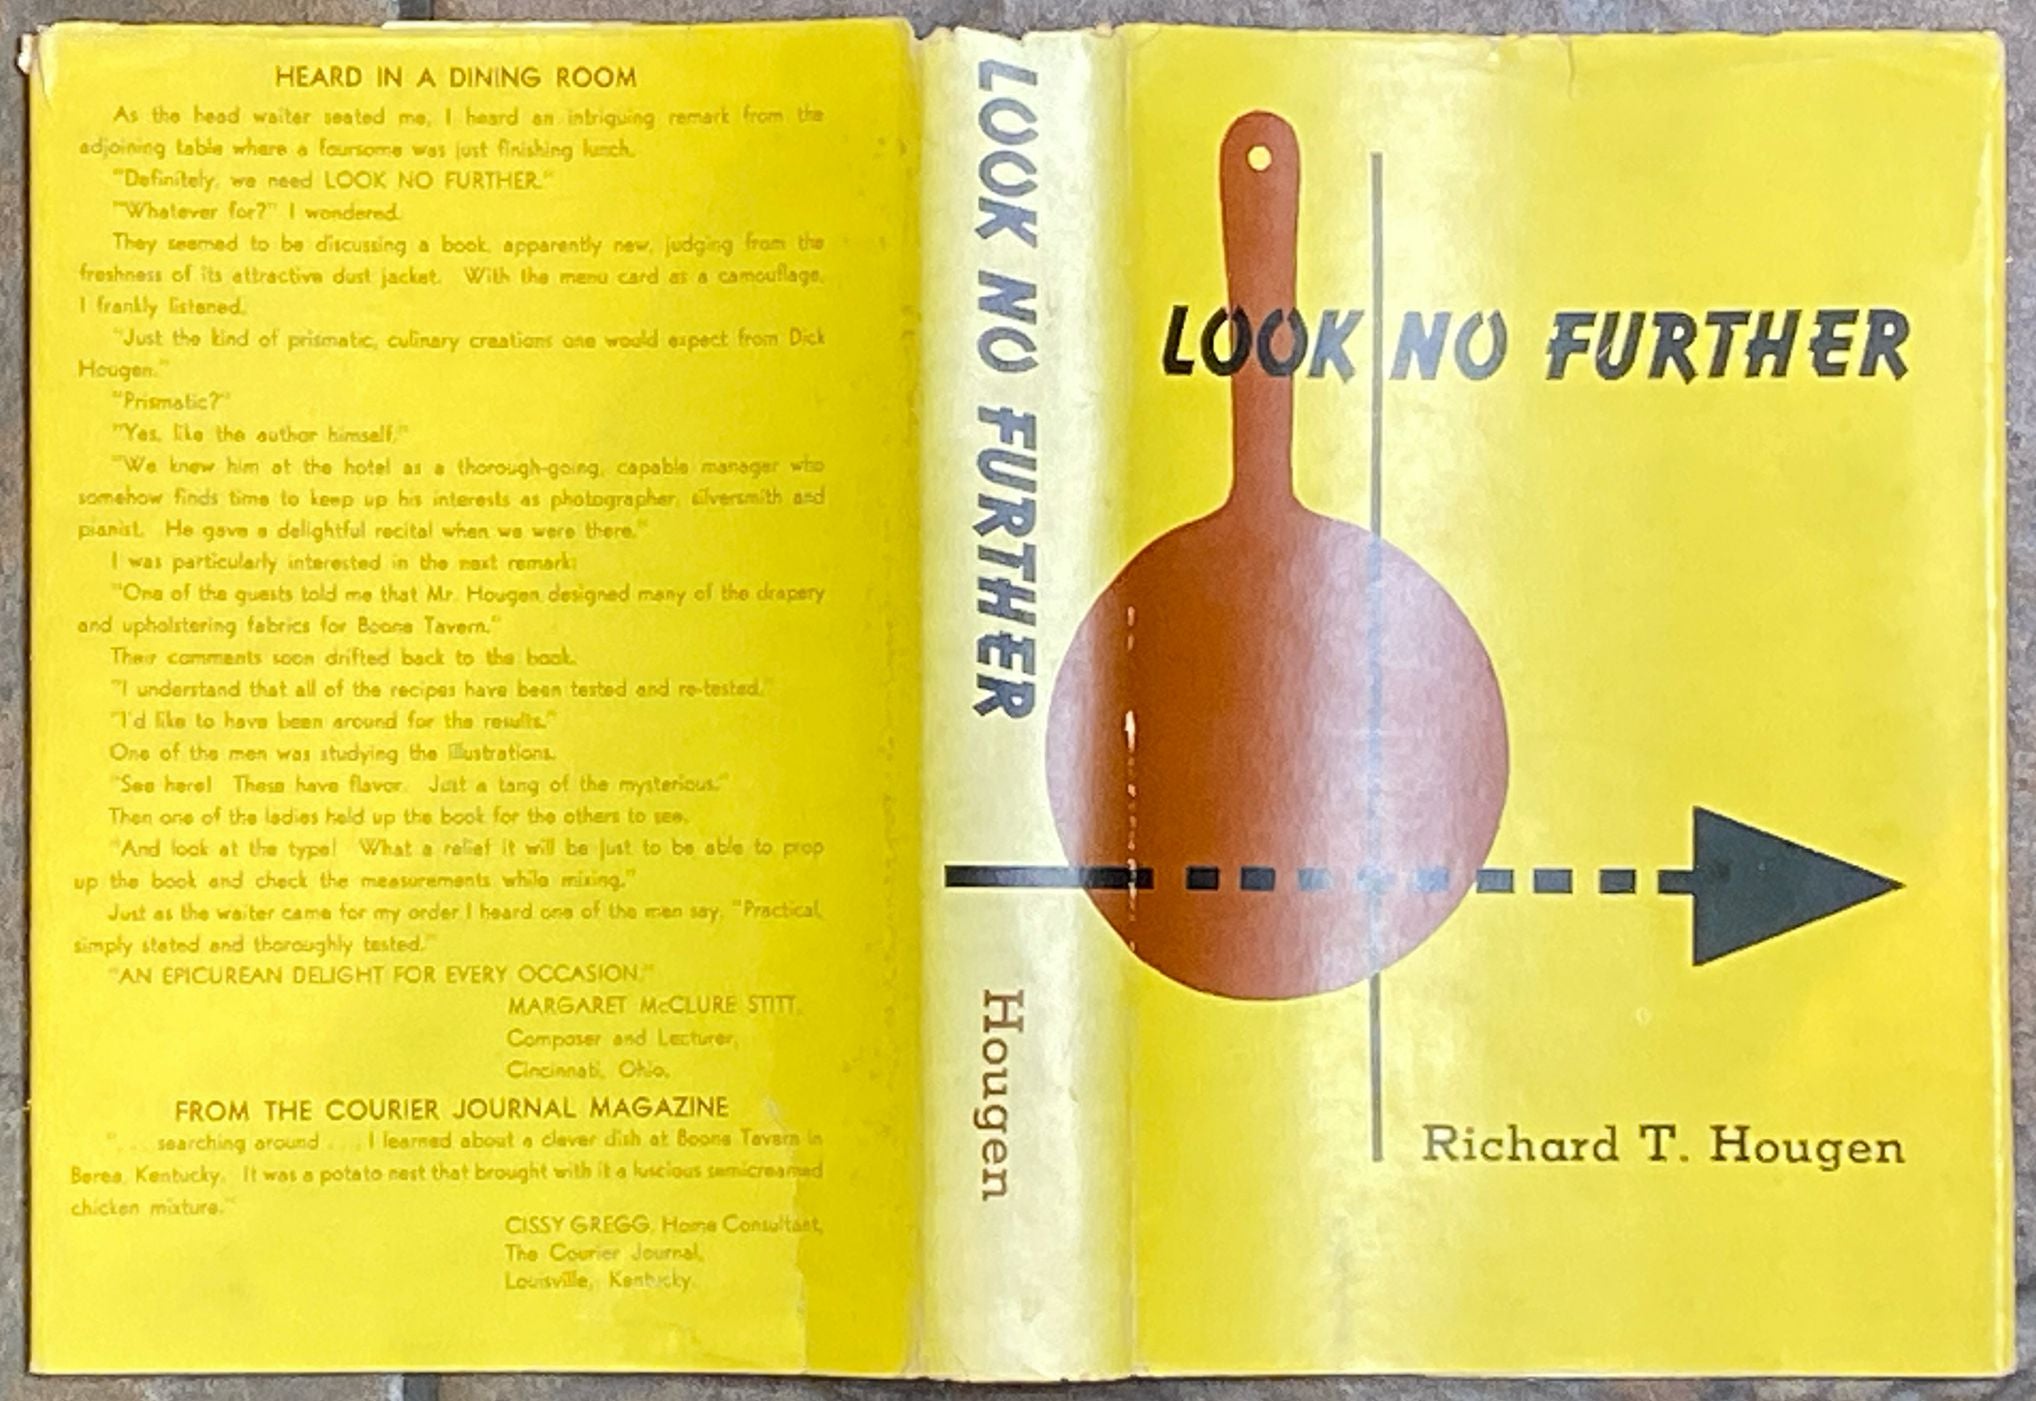 HEARD IN A DINING ROOM
As the head waiter seated me, I heard an intriguing remark from the
adjoining table where a foursome was just finishing lunch.
"Definitely, we need LOOK NO FURTHER."
"Whatever for?" I wondered.
They seemed to be discussing a book, apparently new, judging from the
freshness of its attractive dust jacket. With the menu card as a camouflage,
I frankly listened.
"Just the kind of prismatic, culinary creations one would expect from Dick
Hougen."
"Prismatic?"
"Yes, like the author himself."
"We knew him at the hotel as a thorough-going, capable manager who
somehow finds time to keep up his interests as photographer, silversmith and
pianist. He gave a delightful recital when we were there."
I was particularly interested in the next remark:
"One of the guests told me that Mr. Hougen designed many of the drapery
and upholstering fabrics for Boone Tavern."
Their comments soon drifted back to the book.
"I understand that all of the recipes have been tested and re-tested."
"I'd like to have been around for the results."
One of the men was studying the illustrations.
"See here! These have flavor. Just a tang of the mysterious."
Then one of the ladies held up the book for the others to see.
"And look at the type! What a relief it will be just to be able to prop
up the book and check the measurements while mixing."
Just as the waiter came for my order I heard one of the men say, "Practical,
simply stated and thoroughly tested."
"AN EPICUREAN DELIGHT FOR EVERY OCCASION."
MARGARET McCLURE STITT,
Composer and Lecturer,
Cincinnati, Ohio.
FROM THE COURIER JOURNAL MAGAZINE
". . . searching around . . . I learned about a clever dish at Boone Tavern in
Berea, Kentucky. It was a potato nest that brought with it a luscious semicreamed
chicken mixture."
CISSY GREGG, Home Consultant,
The Courier Journal,
Louisville, Kentucky.
LOOK NO FURTHER
Hougen
LOOK NO FURTHER
Richard T. Hougen